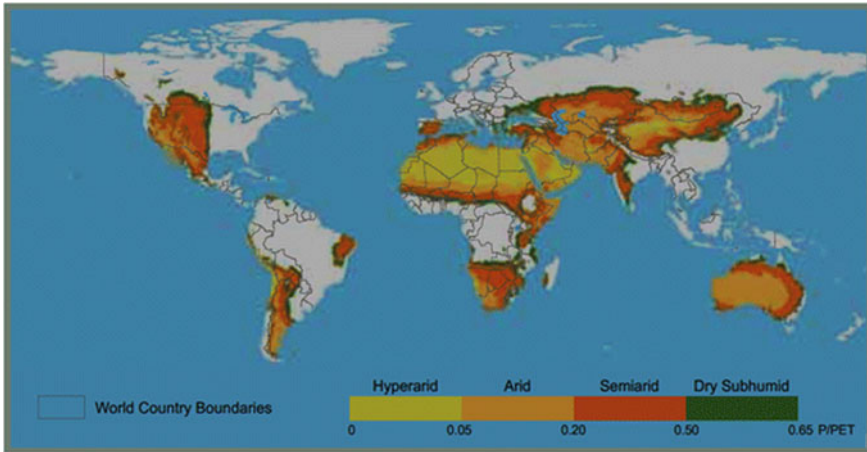 Hyperarid Arid Semiarid Dry Subhumid
World Country Boundaries
0 0.05 0.20 0.50 0.65 P/PET